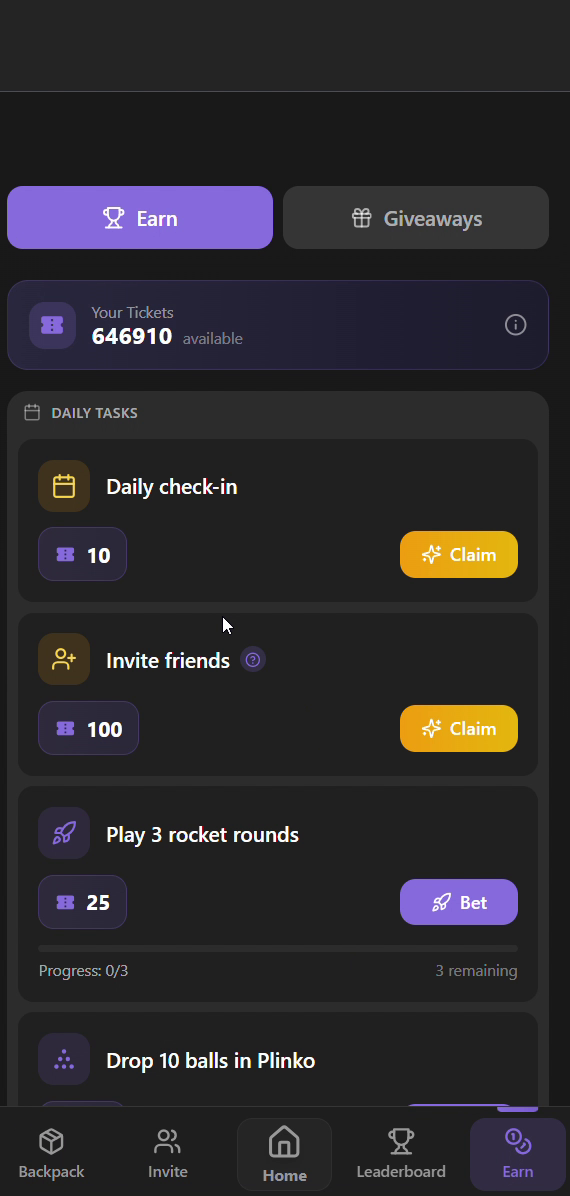 Earn
Giveaways
Your Tickets
646910 available
DAILY TASKS
Daily check-in
10
Claim
Invite friends
100
Claim
Play 3 rocket rounds
25
Bet
Progress: 0/3
3 remaining
Drop 10 balls in Plinko
Backpack
Invite
Home
Leaderboard
Earn